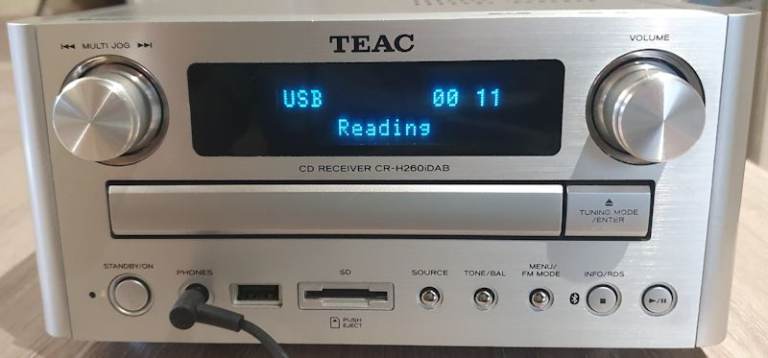 TEAC
MULTI JOG
VOLUME
USB 00 11
Reading
CD RECEIVER CR-H260iDAB
TUNING MODE
/ENTER
STANDBY/ON
PHONES
SD
SOURCE
TONE/BAL
MENU/
FM MODE
INFO/RDS
PUSH
EJECT